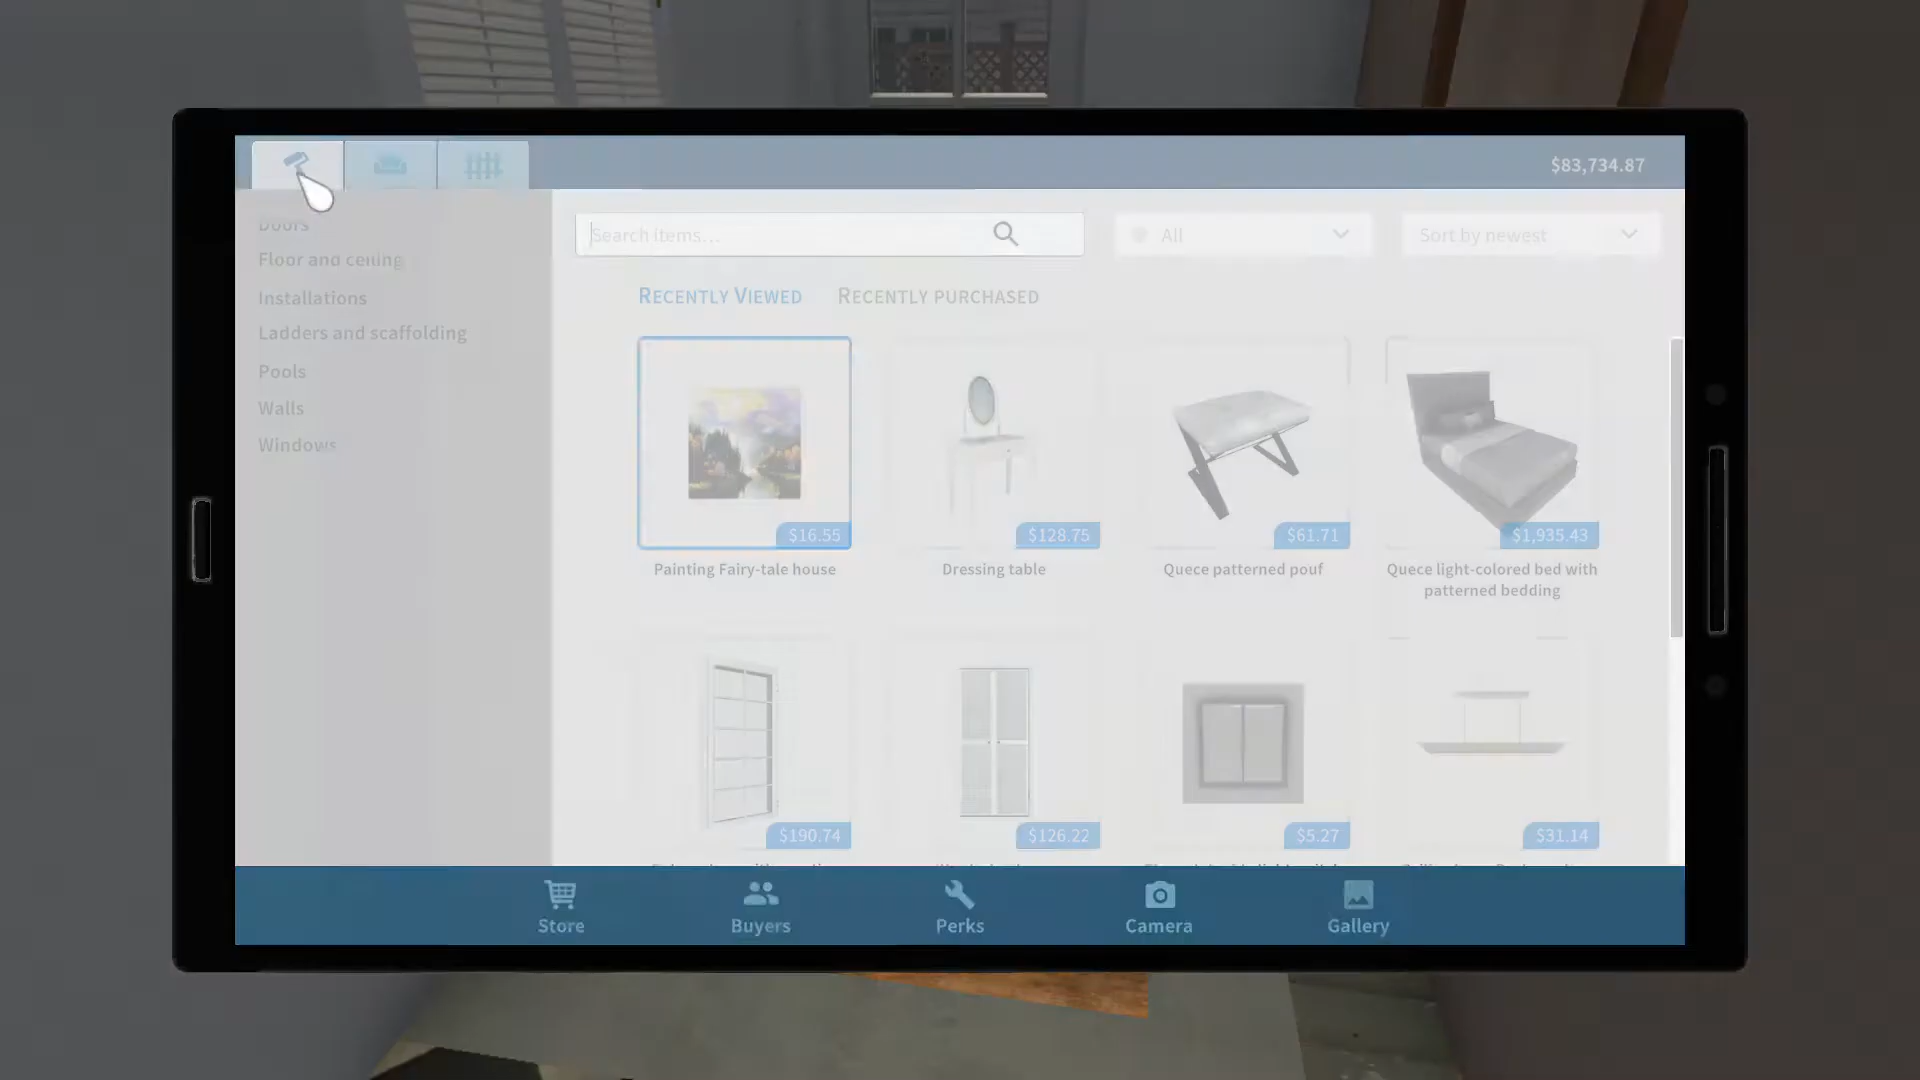 $83,734.87
Doors
Floor and ceiling
Installations
Ladders and scaffolding
Pools
Walls
Windows
Search items...
All
Sort by newest
RECENTLY VIEWED
RECENTLY PURCHASED
$16.55
$128.75
$61.71
$1,935.43
Painting Fairy-tale house
Dressing table
Quece patterned pouf
Quece light-colored bed with
patterned bedding
$190.74
$126.22
$5.27
$31.14
Store
Buyers
Perks
Camera
Gallery